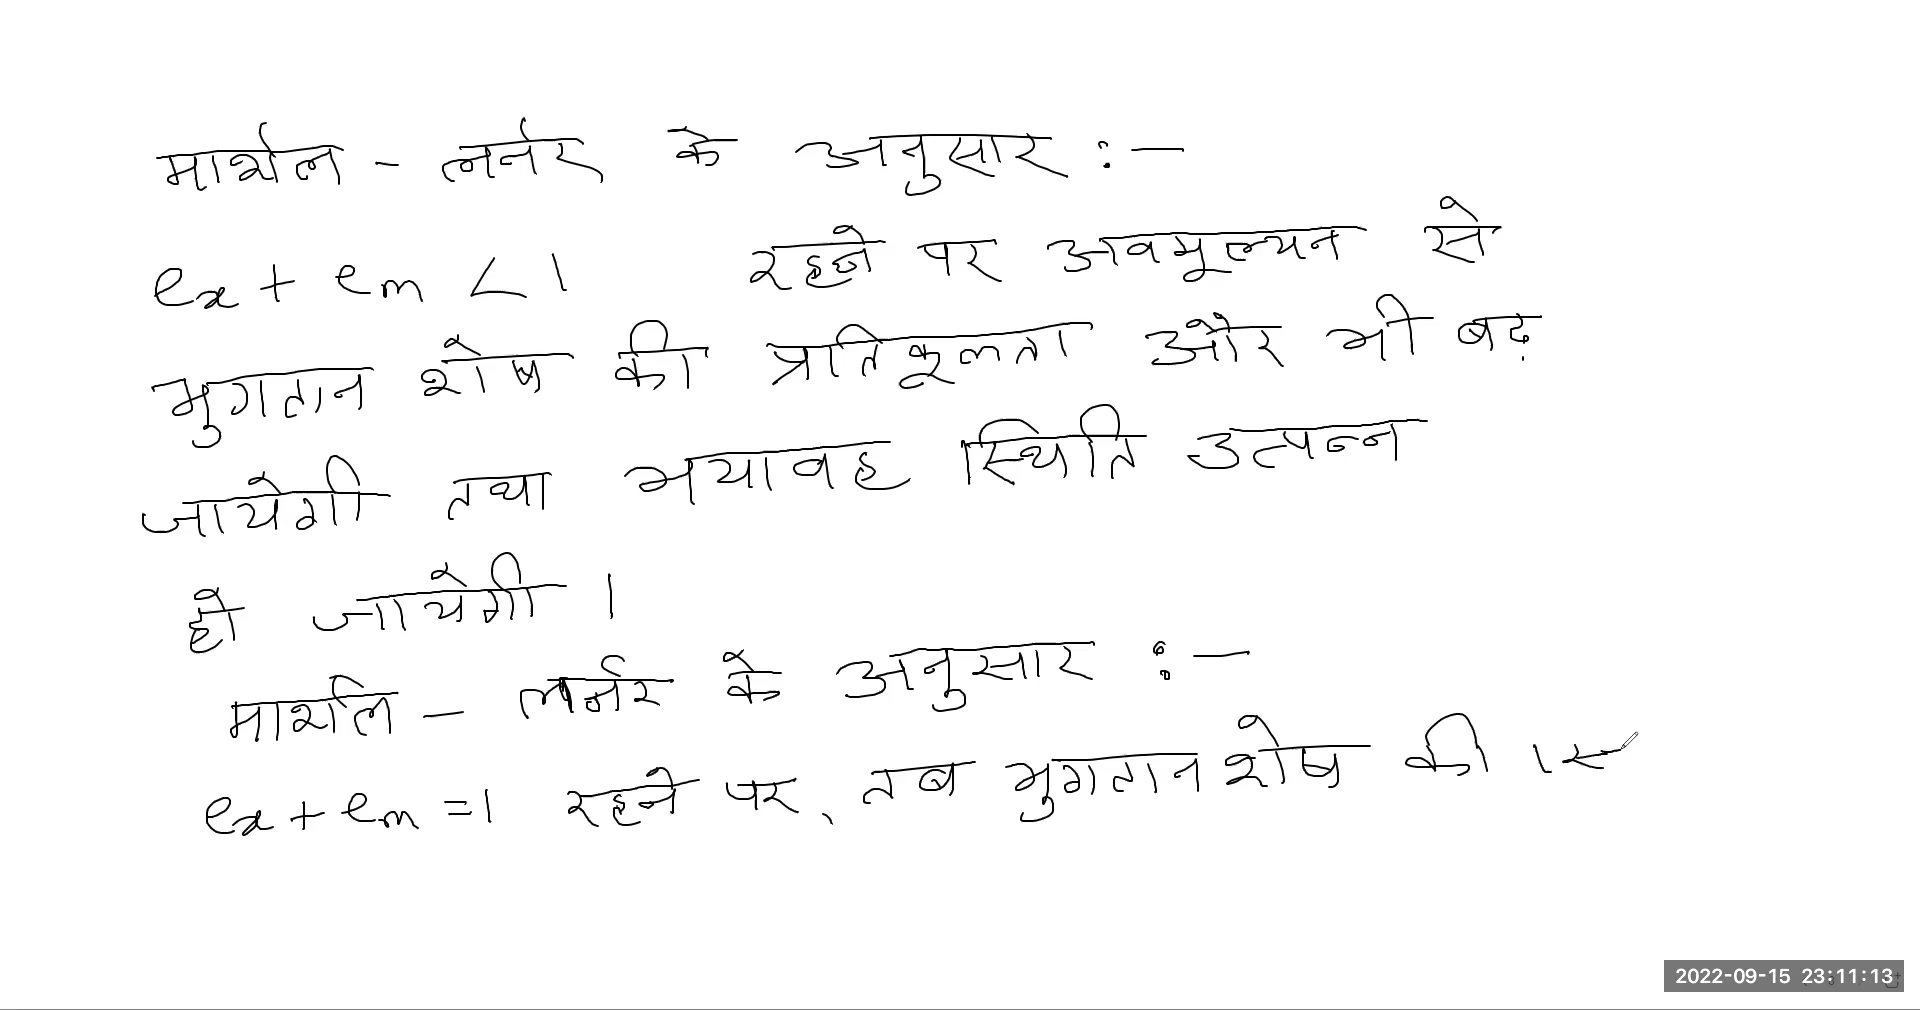 मार्शल - लर्नर के अनुसार :-
ex + em < 1 रहने पर अवमूल्यन से
भुगतान शेष की प्रतिकूलता और भी बढ़
जायेगी तथा भयावह स्थिति उत्पन्न
हो जायेगी ।
मार्शल - लर्नर के अनुसार :-
ex + em = 1 रहने पर, तब भुगतान शेष की
2022-09-15 23:11:13